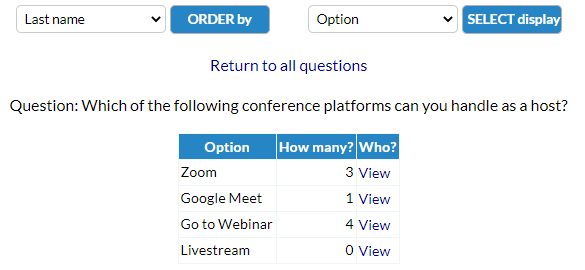 Last name ORDER by Option SELECT display
Return to all questions
Question: Which of the following conference platforms can you handle as a host?
Option How many? Who?
Zoom 3 View
Google Meet 1 View
Go to Webinar 4 View
Livestream 0 View